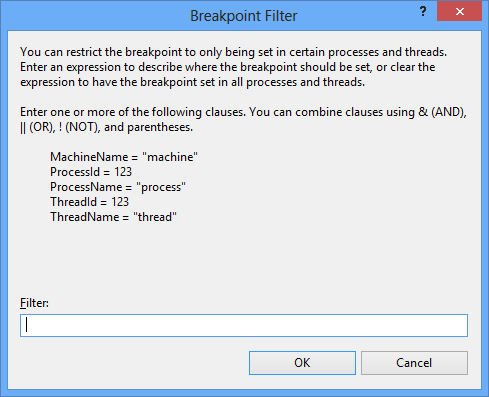 Breakpoint Filter
?
You can restrict the breakpoint to only being set in certain processes and threads.
Enter an expression to describe where the breakpoint should be set, or clear the
expression to have the breakpoint set in all processes and threads.
Enter one or more of the following clauses. You can combine clauses using & (AND),
|| (OR), ! (NOT), and parentheses.
MachineName = "machine"
ProcessId = 123
ProcessName = "process"
ThreadId = 123
ThreadName = "thread"
Filter:
OK
Cancel